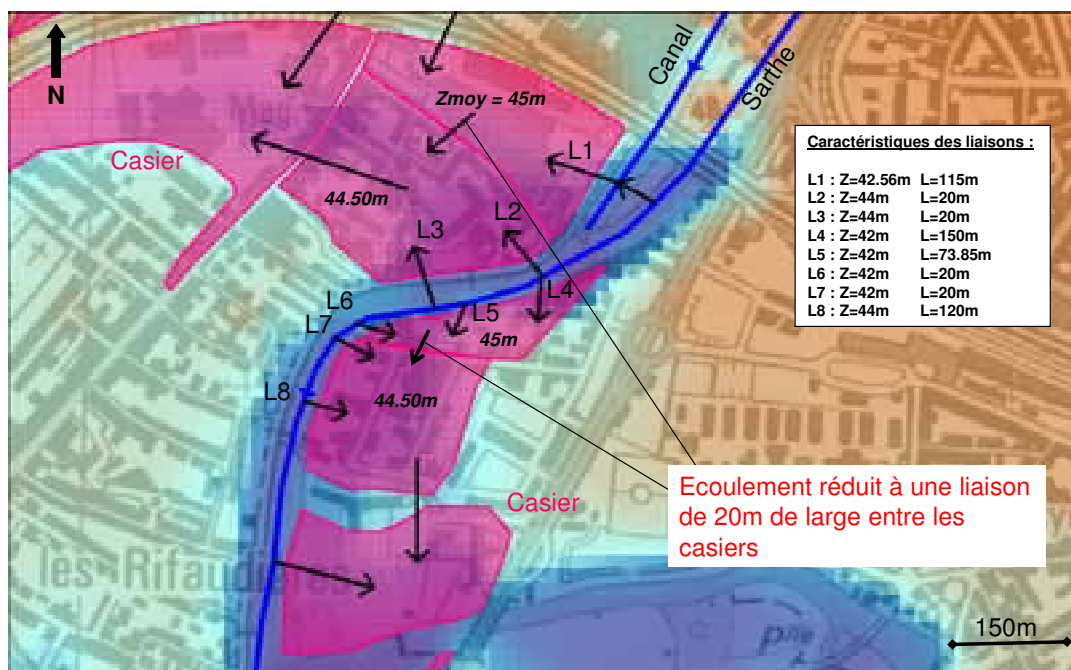 N
Canal
Sarthe
Zmoy = 45m
Casier
44.50m
L1
L2
L3
L4
L5
L6
L7
L8
45m
44.50m
Caractéristiques des liaisons :
L1 : Z=42.56m L=115m
L2 : Z=44m L=20m
L3 : Z=44m L=20m
L4 : Z=42m L=150m
L5 : Z=42m L=73.85m
L6 : Z=42m L=20m
L7 : Z=42m L=20m
L8 : Z=44m L=120m
Casier
Ecoulement réduit à une liaison
de 20m de large entre les
casiers
les
150m